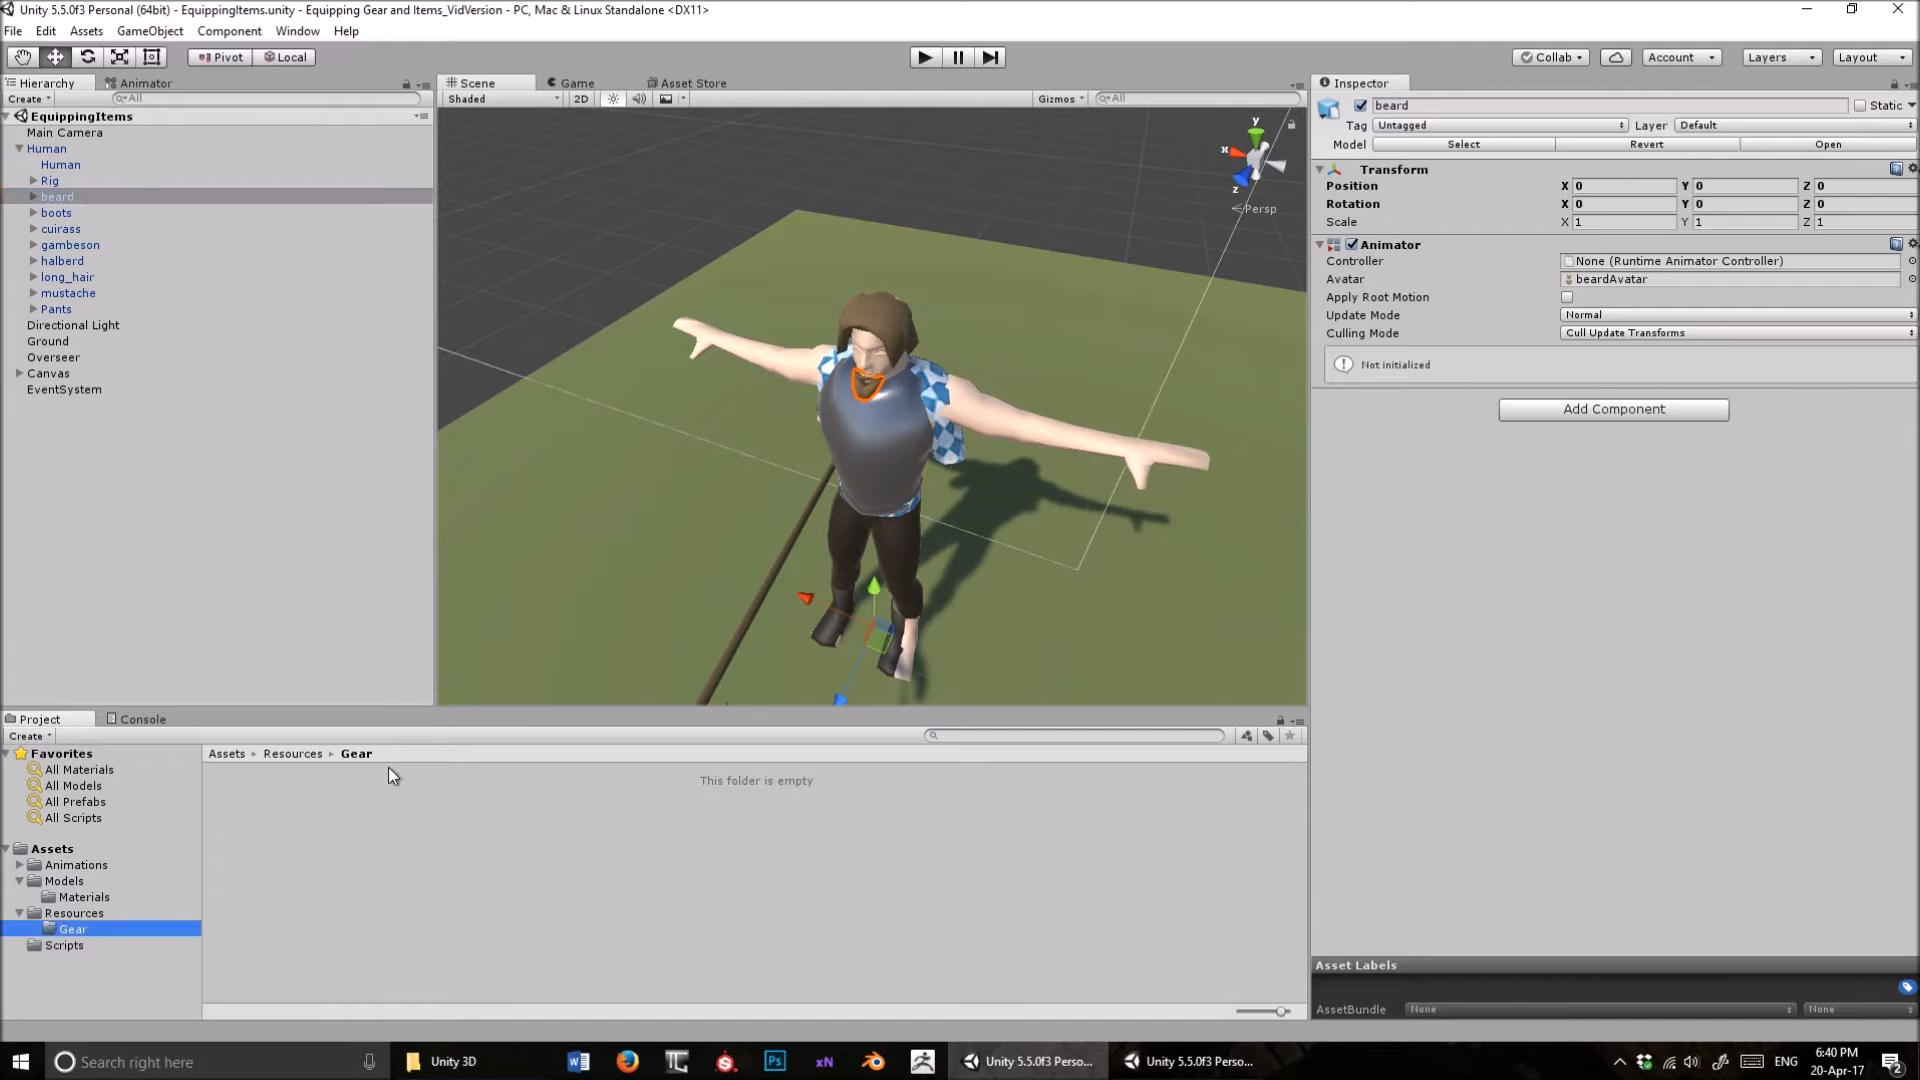 Unity 5.5.0f3 Personal (64bit) - EquippingItems.unity - Equipping Gear and Items_VidVersion - PC, Mac & Linux Standalone <DX11>
File Edit Assets GameObject Component Window Help
Pivot Local Collab Account Layers Layout
Hierarchy Animator Scene Game Asset Store Inspector
Create All Shaded 2D Gizmos All
beard Static
EquippingItems
Main Camera
Human
Human
Rig
beard
boots
cuirass
gambeson
halberd
long_hair
mustache
Pants
Directional Light
Ground
Overseer
Canvas
EventSystem
y
x
z
Persp
Tag Untagged Layer Default
Model Select Revert Open
Transform
Position X 0 Y 0 Z 0
Rotation X 0 Y 0 Z 0
Scale X 1 Y 1 Z 1
Animator
Controller None (Runtime Animator Controller)
Avatar beardAvatar
Apply Root Motion
Update Mode Normal
Culling Mode Cull Update Transforms
Not initialized
Add Component
Project Console
Create
Favorites
All Materials
All Models
All Prefabs
All Scripts
Assets
Animations
Models
Materials
Resources
Gear
Scripts
Assets Resources Gear
This folder is empty
Asset Labels
AssetBundle None None
Search right here Unity 3D Unity 5.5.0f3 Perso... Unity 5.5.0f3 Perso... ENG 6:40 PM
20-Apr-17 2